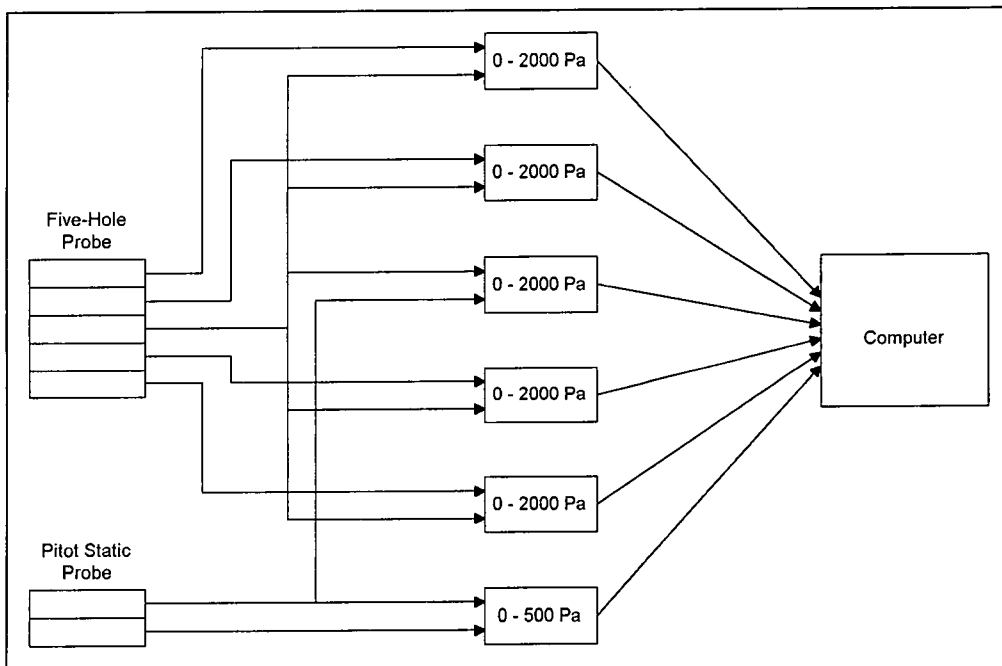 0 - 2000 Pa
0 - 2000 Pa
Five-Hole
Probe
0 - 2000 Pa
Computer
0 - 2000 Pa
0 - 2000 Pa
Pitot Static
Probe
0 - 500 Pa